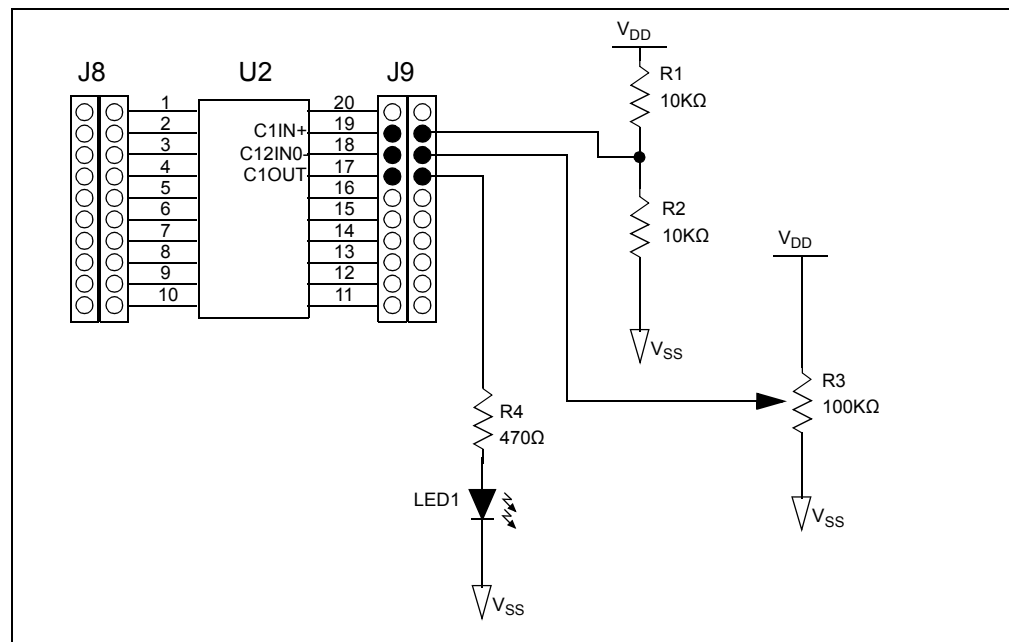 J8
U2
J9
1
2
3
4
5
6
7
8
9
10
C1IN+
C12IN0-
C1OUT
20
19
18
17
16
15
14
13
12
11
VDD
R1
10KΩ
R2
10KΩ
VSS
VDD
R3
100KΩ
VSS
R4
470Ω
LED1
VSS